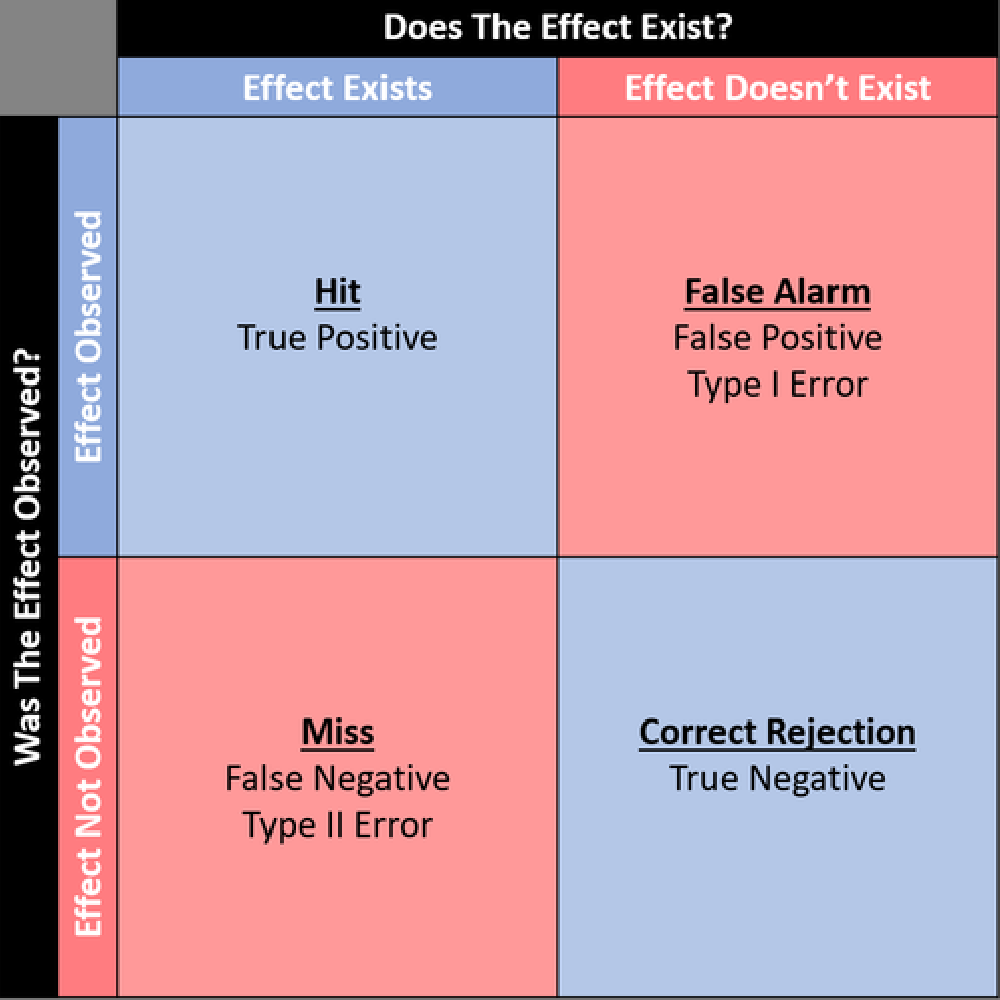 Does The Effect Exist?
Effect Exists
Effect Doesn’t Exist
Was The Effect Observed?
Effect Observed
Hit
True Positive
False Alarm
False Positive
Type I Error
Effect Not Observed
Miss
False Negative
Type II Error
Correct Rejection
True Negative